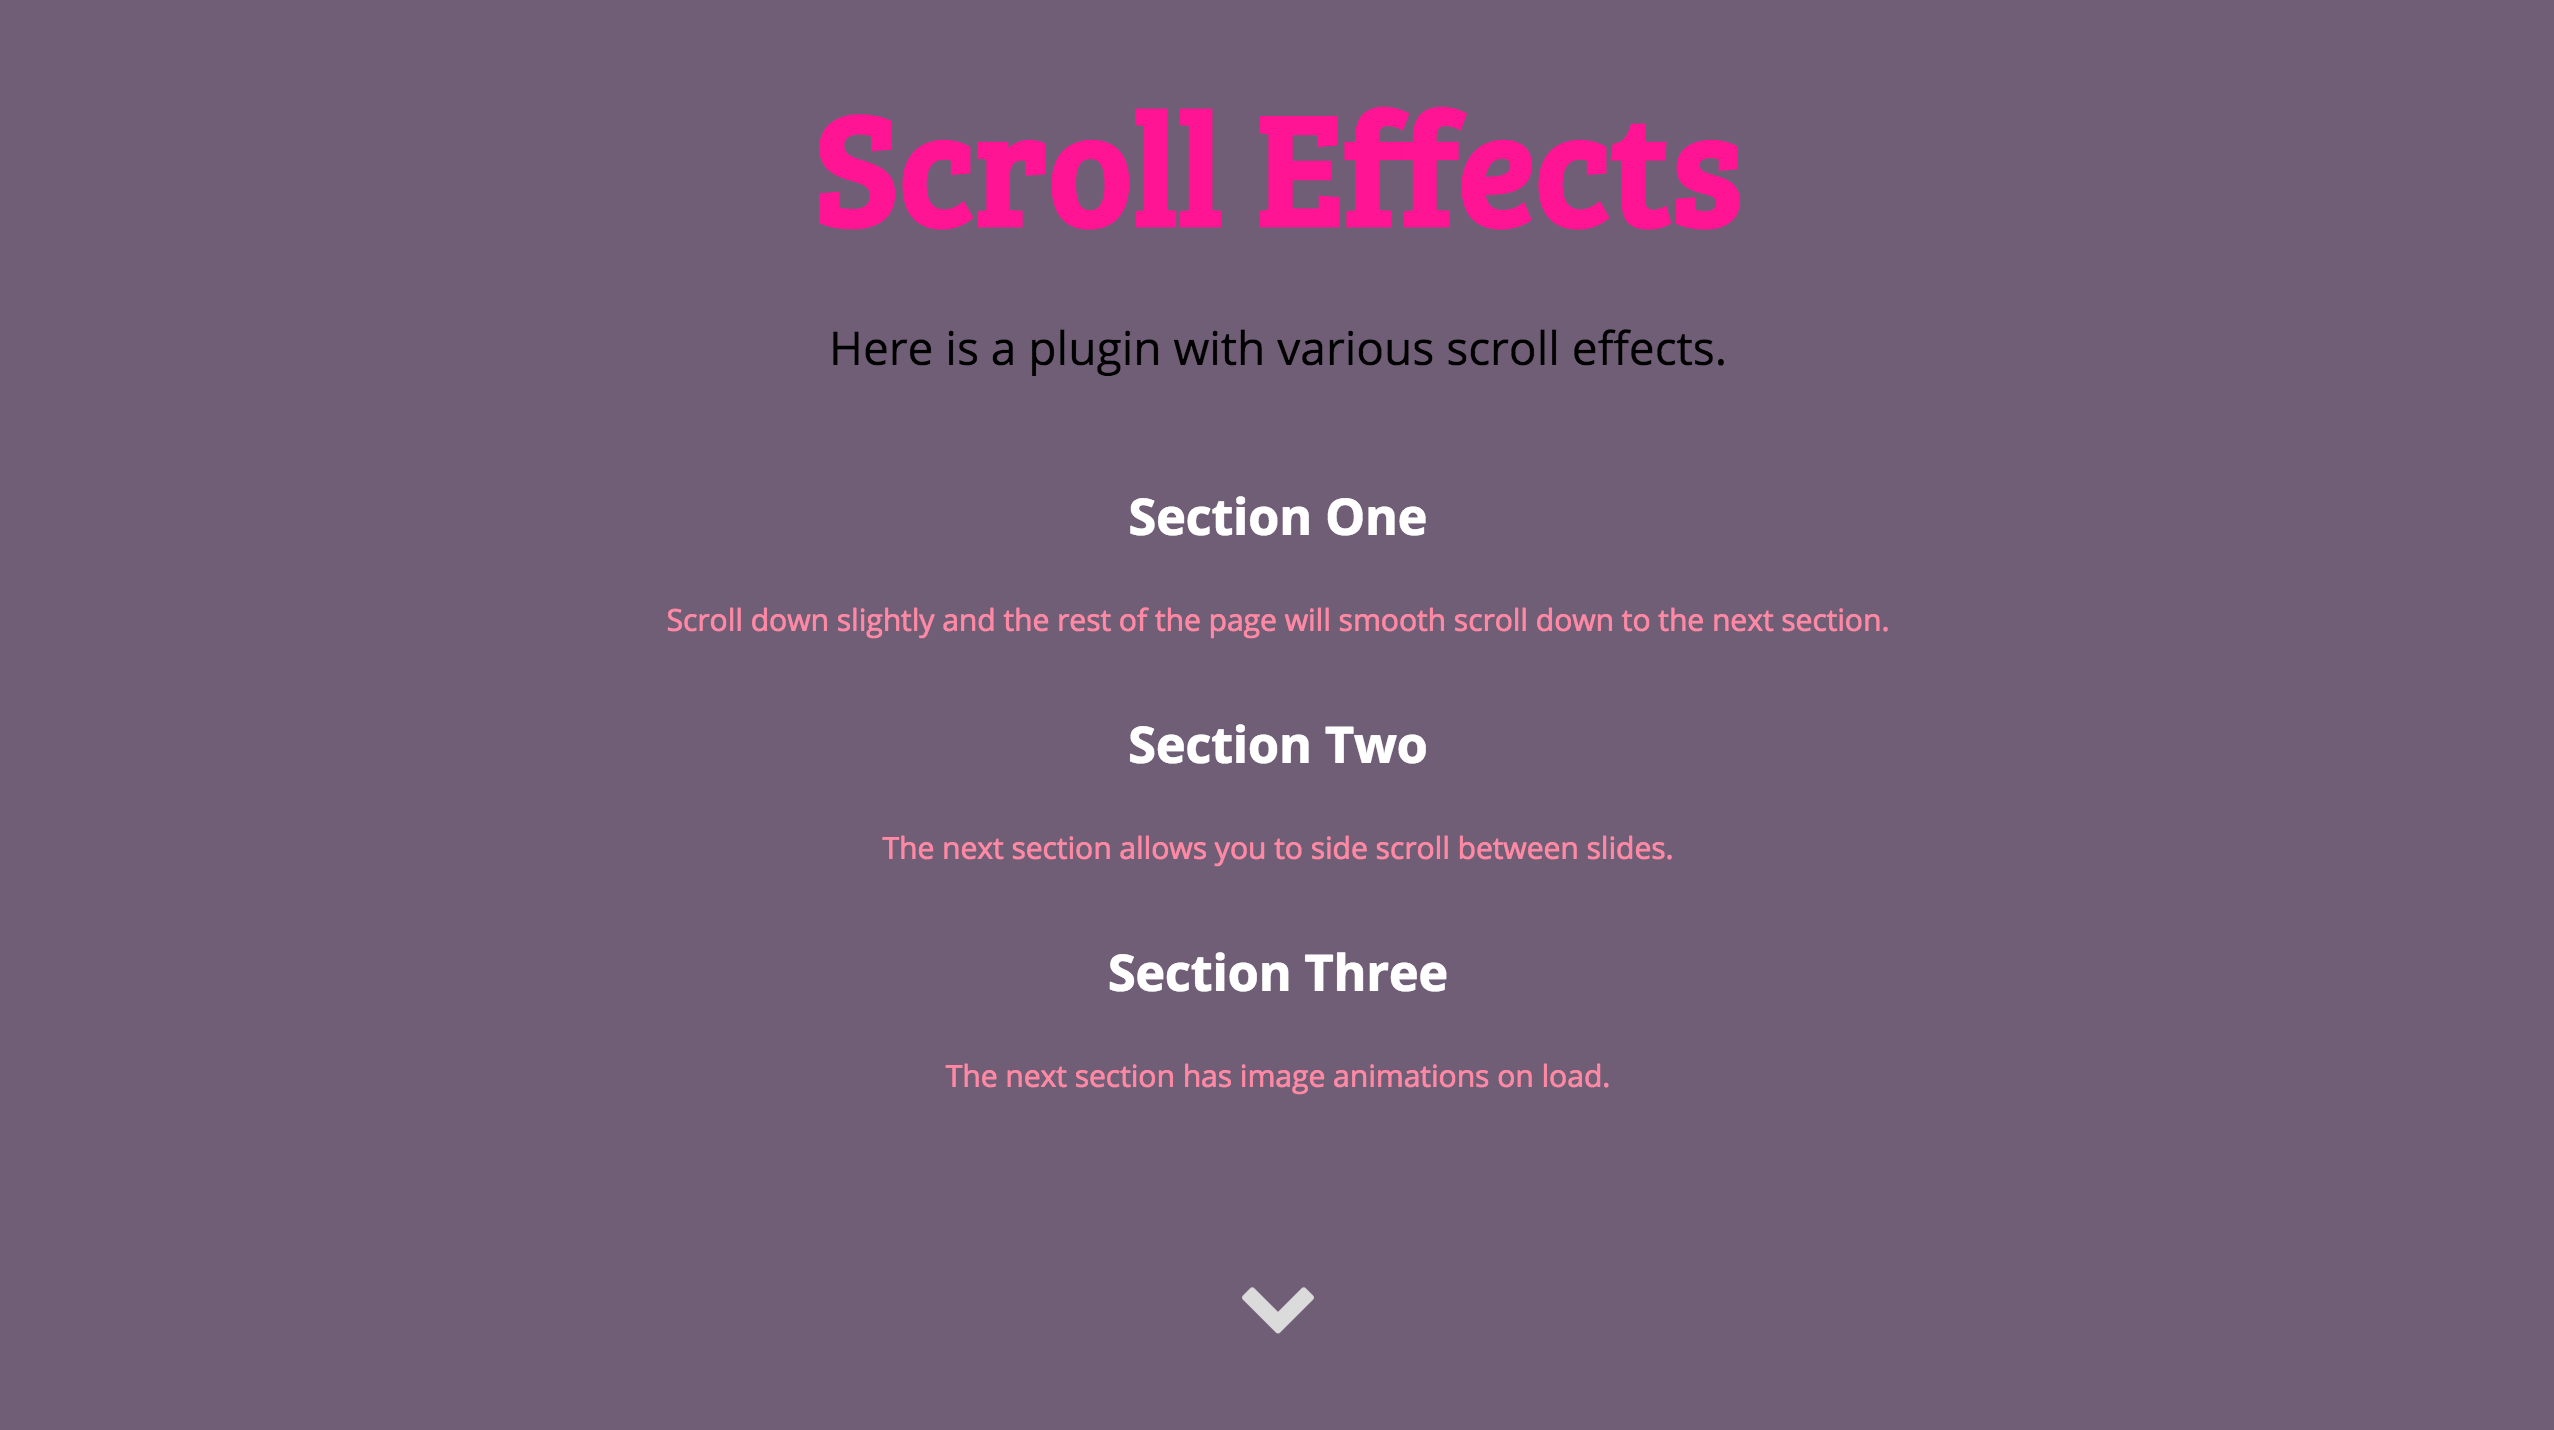 Scroll Effects
Here is a plugin with various scroll effects.
Section One
Scroll down slightly and the rest of the page will smooth scroll down to the next section.
Section Two
The next section allows you to side scroll between slides.
Section Three
The next section has image animations on load.